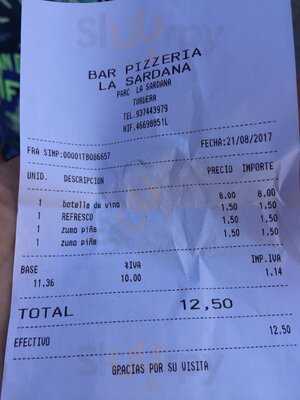 BAR PIZZERIA
LA SARDANA
PARC LA SARDANA
TORDERA
TEL.937443979
NIF.46698851L
FRA SIMP:00001TB086657 FECHA:21/08/2017
UNID. DESCRIPCION PRECIO IMPORTE
1 botella de vino 8.00 8.00
1 REFRESCO 1,50 1,50
1 zumo piña 1,50 1,50
1 zumo piña 1,50 1,50
BASE %IVA IMP.IVA
11.36 10.00 1.14
TOTAL 12,50
EFECTIVO 12.50
GRACIAS POR SU VISITA